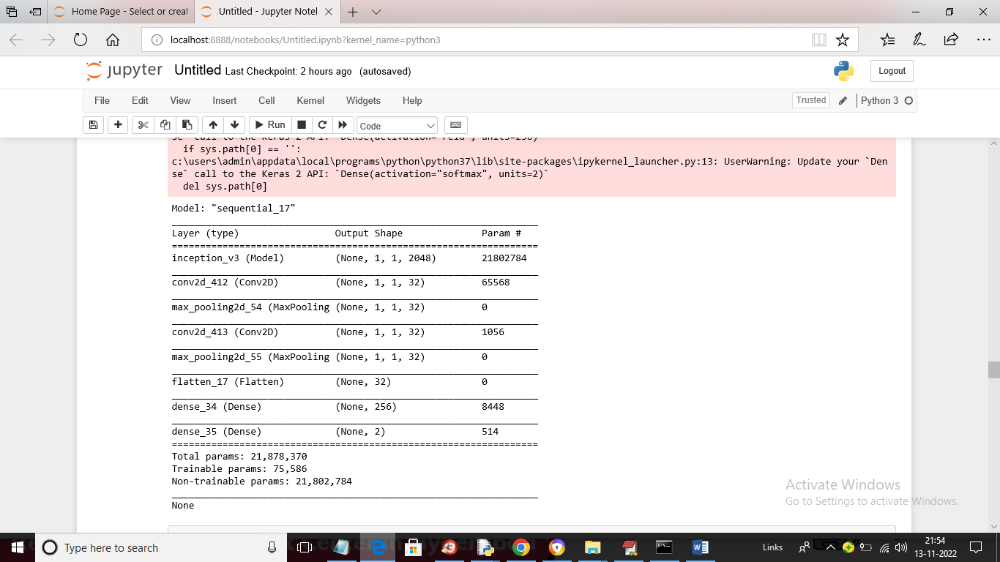 Home Page - Select or creat
Untitled - Jupyter Notel
localhost:8888/notebooks/Untitled.ipynb?kernel_name=python3
jupyter Untitled Last Checkpoint: 2 hours ago (autosaved)
Logout
File Edit View Insert Cell Kernel Widgets Help
Trusted Python 3
Run Code
se` call to the Keras 2 API: `Dense(activation="relu", units=256)`
if sys.path[0] == '':
c:\users\admin\appdata\local\programs\python\python37\lib\site-packages\ipykernel_launcher.py:13: UserWarning: Update your `Den
se` call to the Keras 2 API: `Dense(activation="softmax", units=2)`
del sys.path[0]
Model: "sequential_17"
_________________________________________________________________
Layer (type) Output Shape Param #
=================================================================
inception_v3 (Model) (None, 1, 1, 2048) 21802784
_________________________________________________________________
conv2d_412 (Conv2D) (None, 1, 1, 32) 65568
_________________________________________________________________
max_pooling2d_54 (MaxPooling (None, 1, 1, 32) 0
_________________________________________________________________
conv2d_413 (Conv2D) (None, 1, 1, 32) 1056
_________________________________________________________________
max_pooling2d_55 (MaxPooling (None, 1, 1, 32) 0
_________________________________________________________________
flatten_17 (Flatten) (None, 32) 0
_________________________________________________________________
dense_34 (Dense) (None, 256) 8448
_________________________________________________________________
dense_35 (Dense) (None, 2) 514
=================================================================
Total params: 21,878,370
Trainable params: 75,586
Non-trainable params: 21,802,784
_________________________________________________________________
None
Activate Windows
Go to Settings to activate Windows.
Type here to search
Links
21:54
13-11-2022